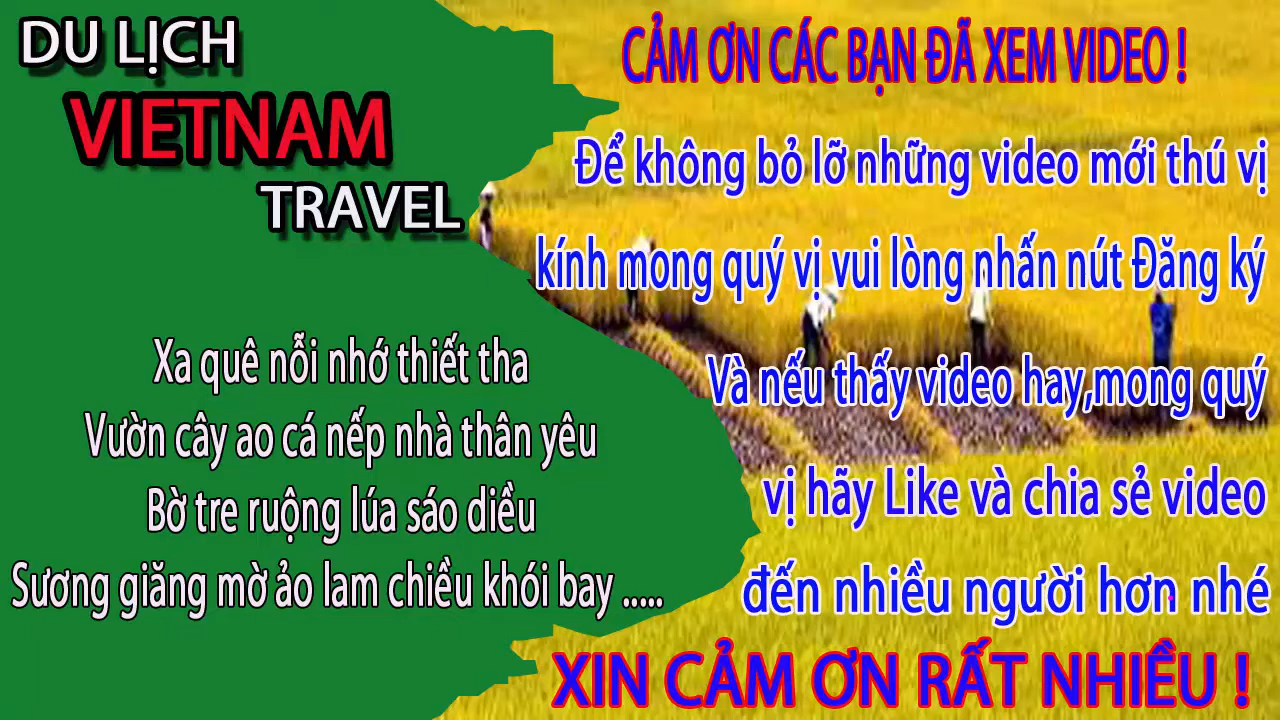 DU LỊCH
VIETNAM
TRAVEL
Xa quê nỗi nhớ thiết tha
Vườn cây ao cá nếp nhà thân yêu
Bờ tre ruộng lúa sáo diều
Sương giăng mờ ảo lam chiều khói bay .....
CẢM ƠN CÁC BẠN ĐÃ XEM VIDEO !
Để không bỏ lỡ những video mới thú vị
kính mong quý vị vui lòng nhấn nút Đăng ký
Và nếu thấy video hay,mong quý
vị hãy Like và chia sẻ video
đến nhiều người hơn nhé
XIN CẢM ƠN RẤT NHIỀU !